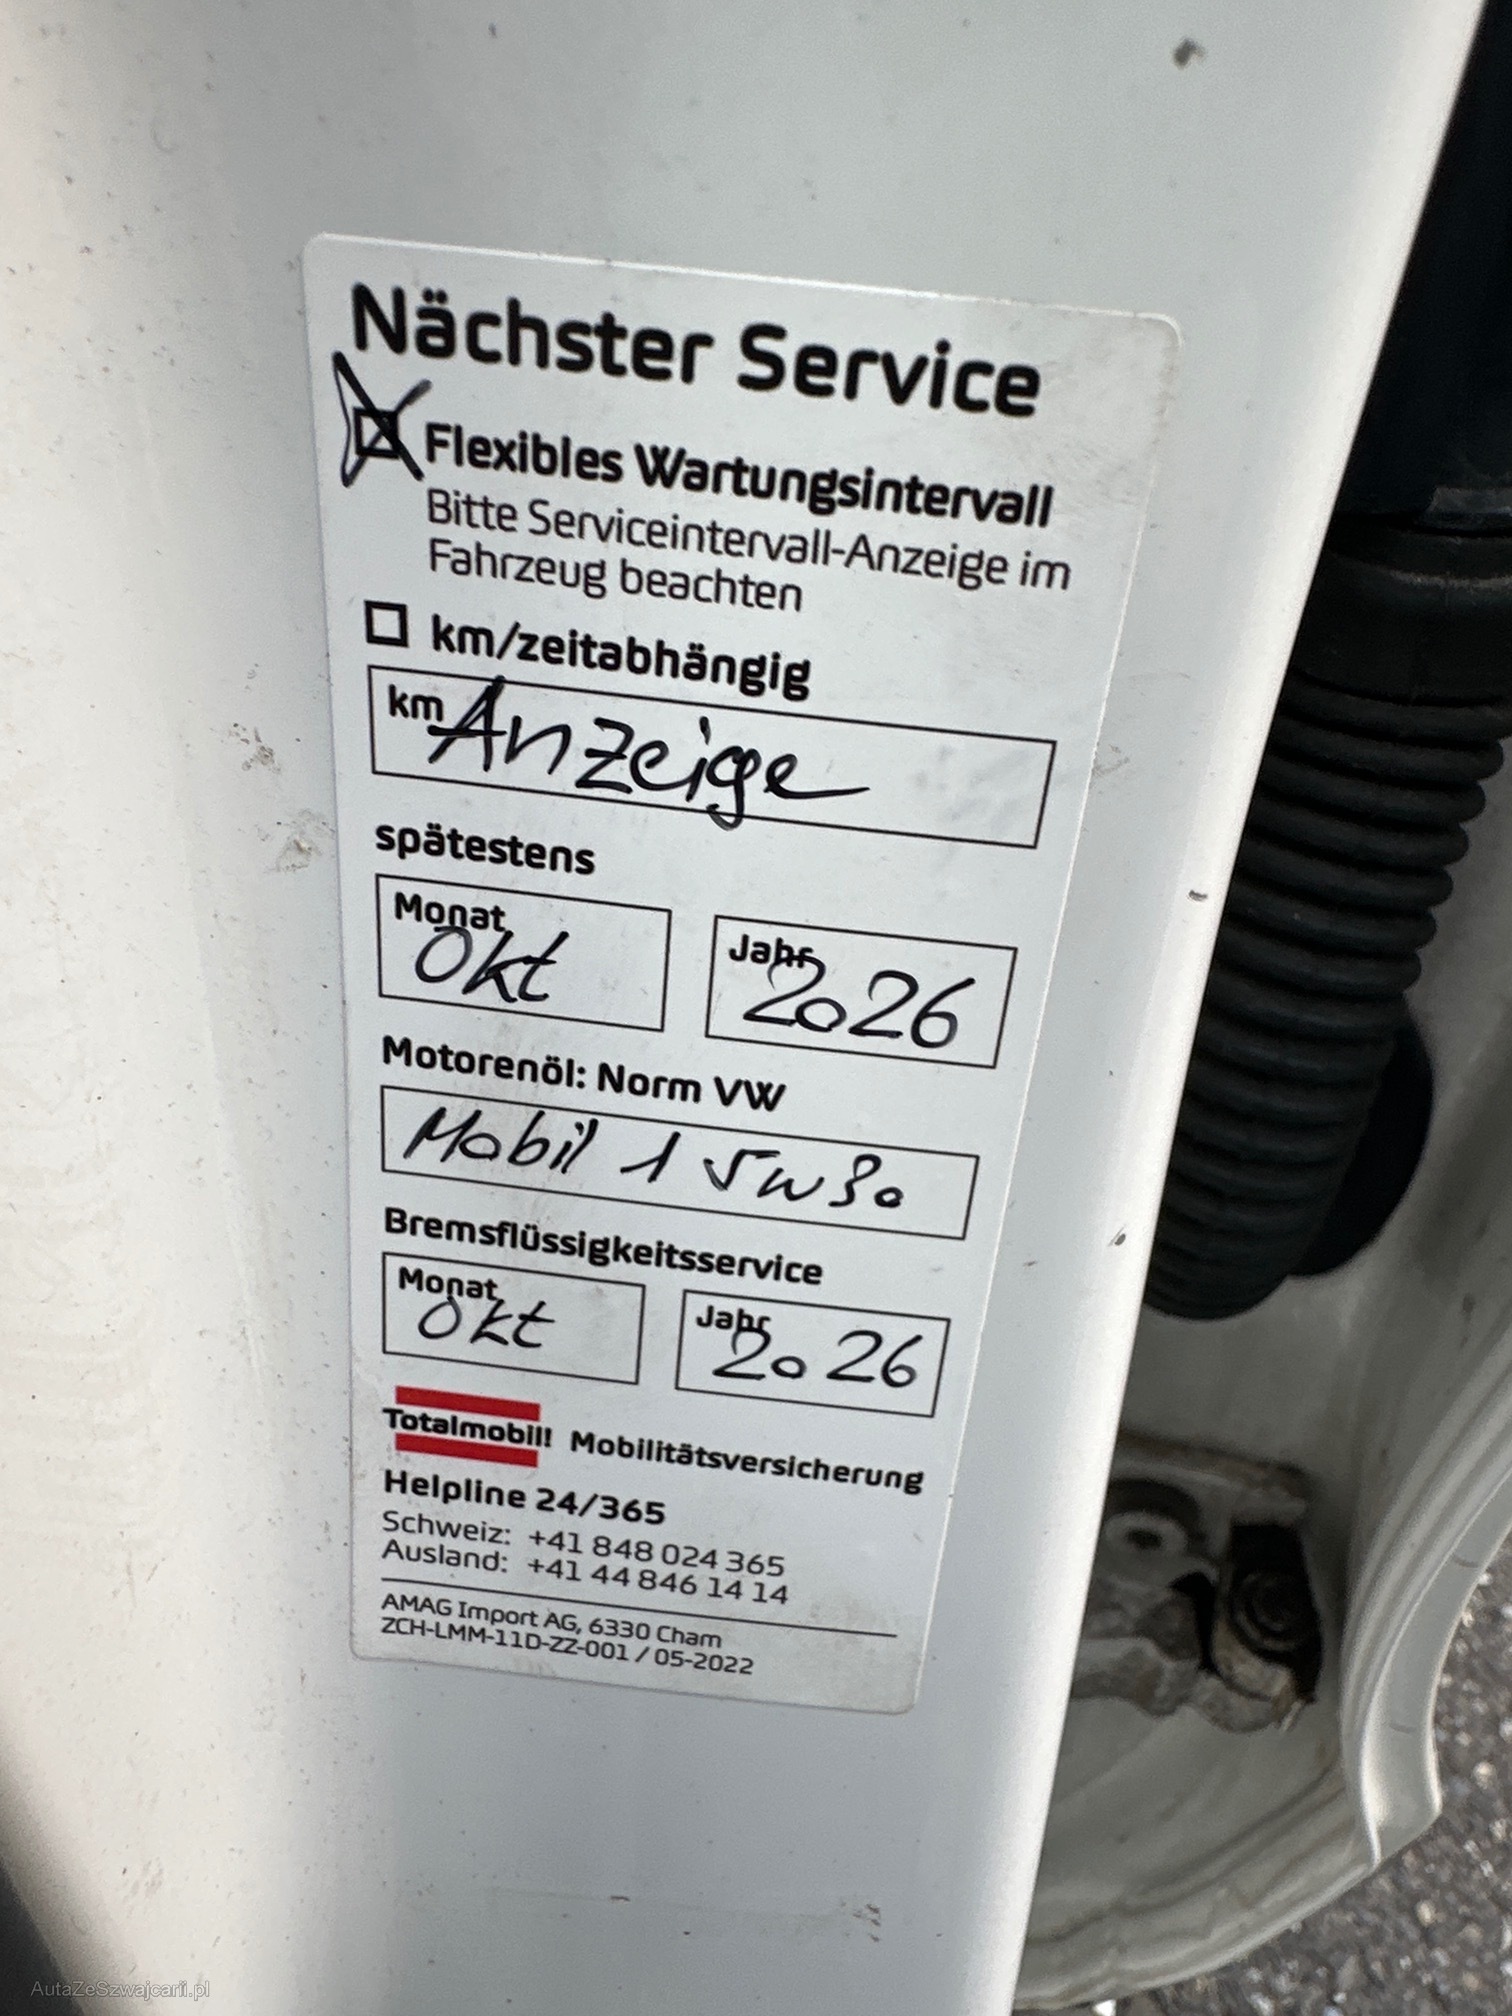 Nächster Service
Flexibles Wartungsintervall
Bitte Serviceintervall-Anzeige im
Fahrzeug beachten
km/zeitabhängig
km Anzeige
spätestens
Monat Okt Jahr 2026
Motorenöl: Norm VW
Mobil 1 5w30
Bremsflüssigkeitsservice
Monat Okt Jahr 2026
Totalmobil! Mobilitätsversicherung
Helpline 24/365
Schweiz: +41 848 024 365
Ausland: +41 44 846 14 14
AMAG Import AG, 6330 Cham
ZCH-LMM-11D-ZZ-001 / 05-2022
AutaZeSzwajcarii.pl